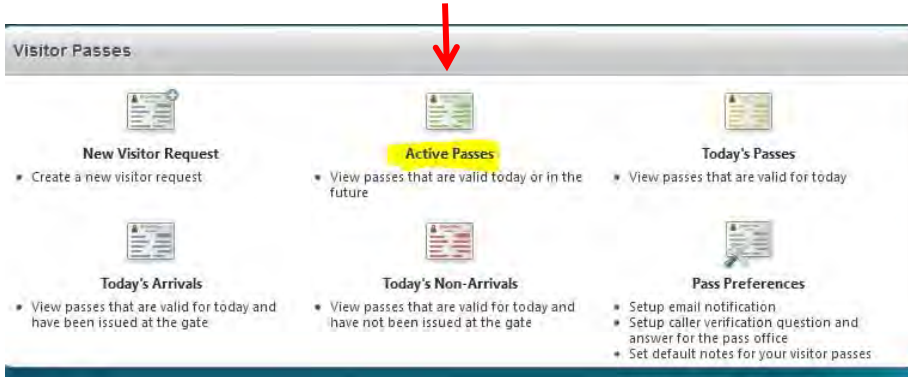 Visitor Passes
New Visitor Request
• Create a new visitor request
Active Passes
• View passes that are valid today or in the
future
Today's Passes
• View passes that are valid for today
Today's Arrivals
• View passes that are valid for today and
have been issued at the gate
Today's Non-Arrivals
• View passes that are valid for today and
have not been issued at the gate
Pass Preferences
• Setup email notification
• Setup caller verification question and
answer for the pass office
• Set default notes for your visitor passes